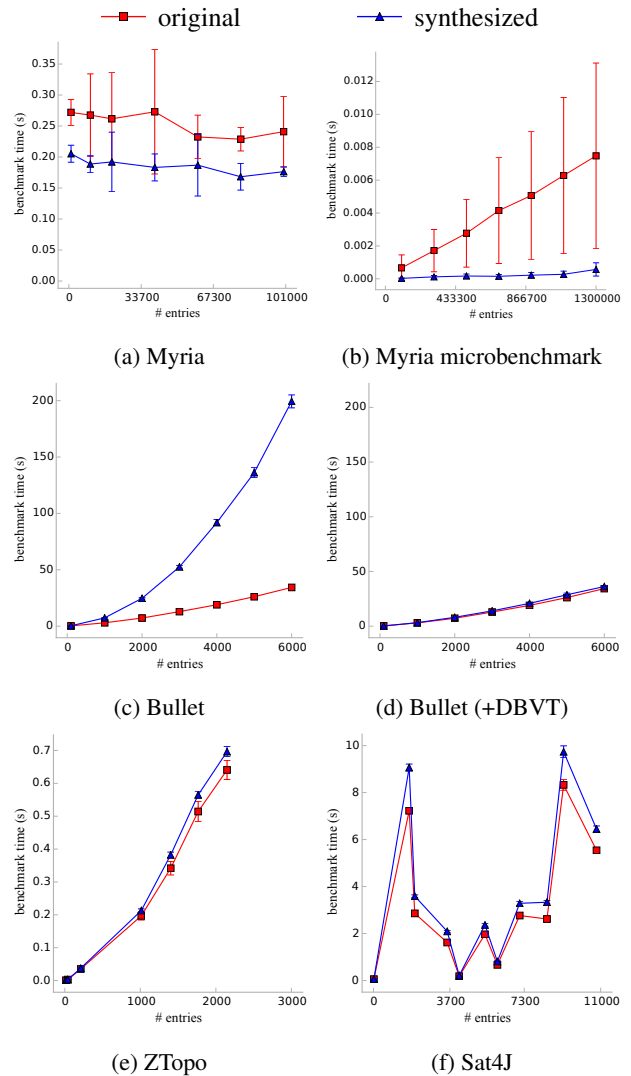 original synthesized
0.35
0.30
0.25
0.20
0.15
0.10
0.05
0.00
benchmark time (s)
0 33700 67300 101000
# entries
(a) Myria
0.012
0.010
0.008
0.006
0.004
0.002
0.000
benchmark time (s)
0 433300 866700 1300000
# entries
(b) Myria microbenchmark
200
150
100
50
0
benchmark time (s)
0 2000 4000 6000
# entries
(c) Bullet
200
150
100
50
0
benchmark time (s)
0 2000 4000 6000
# entries
(d) Bullet (+DBVT)
0.7
0.6
0.5
0.4
0.3
0.2
0.1
0.0
benchmark time (s)
0 1000 2000 3000
# entries
(e) ZTopo
10
8
6
4
2
0
benchmark time (s)
0 3700 7300 11000
# entries
(f) Sat4J